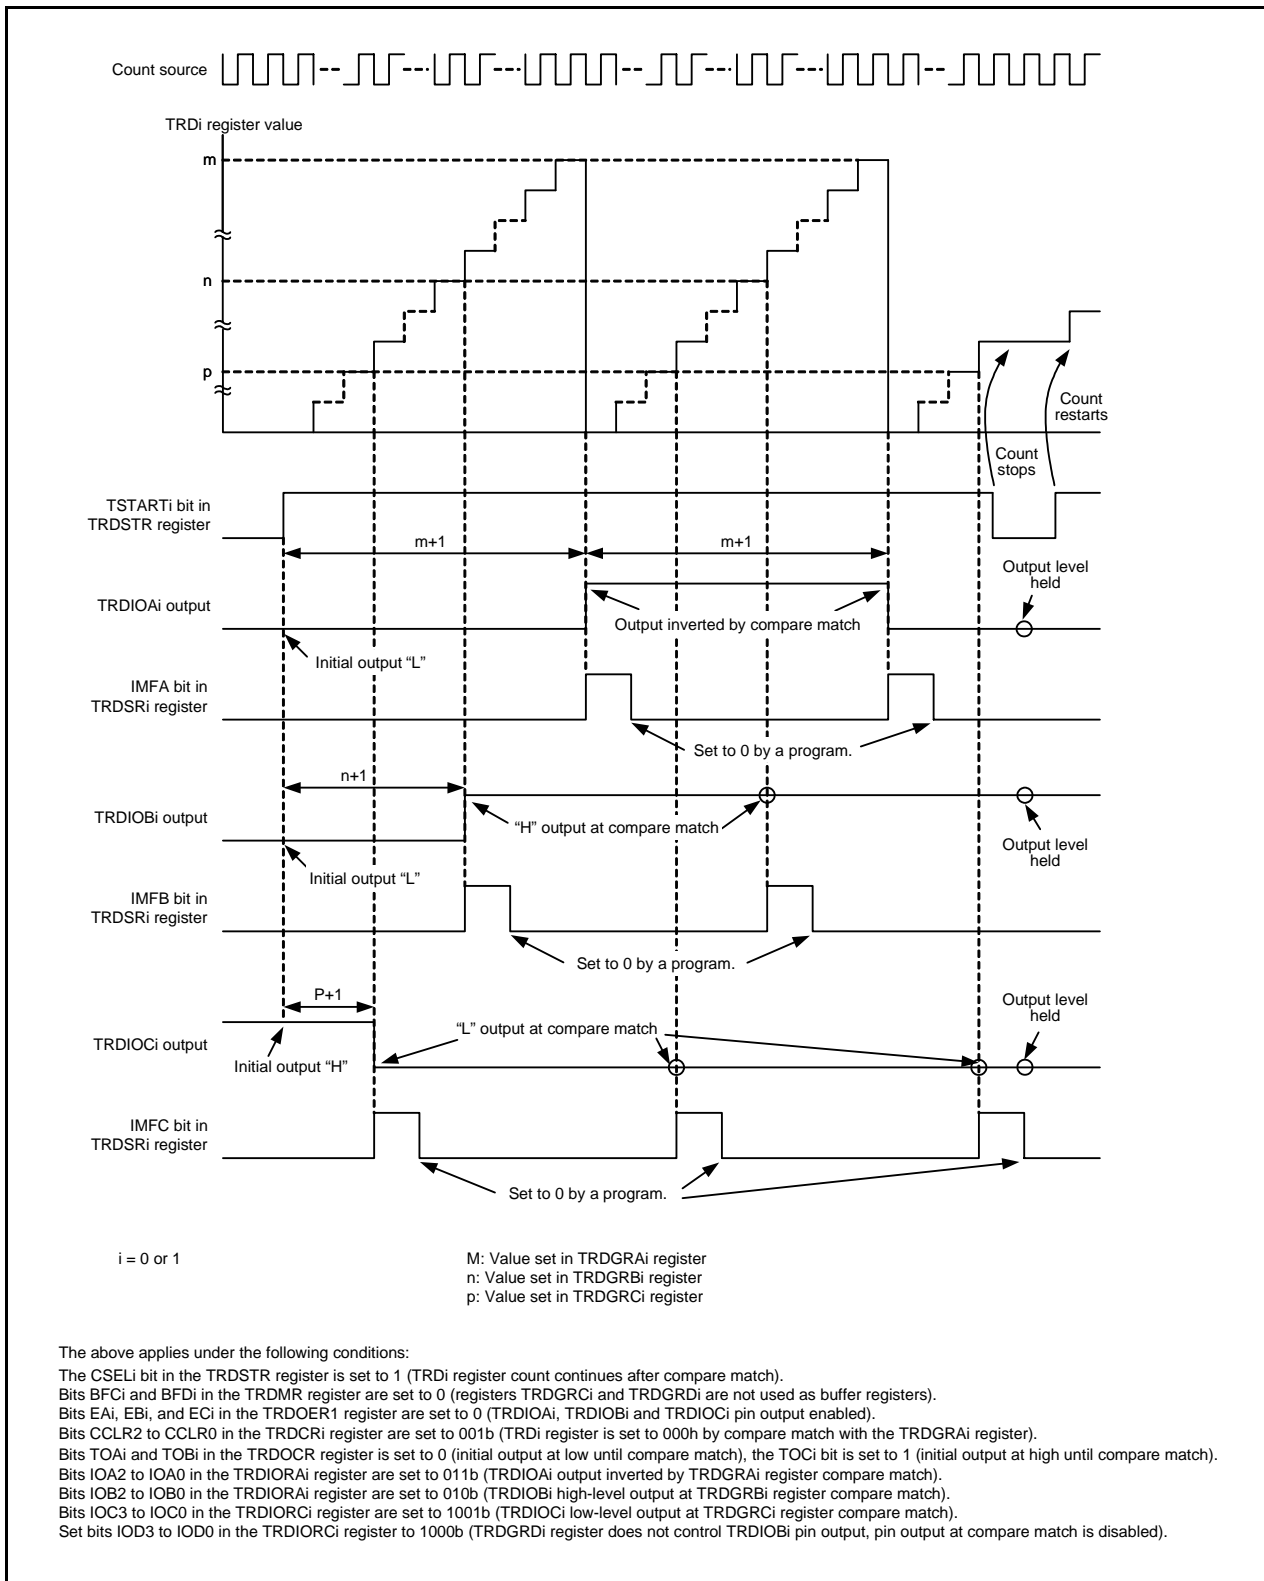 Count source
TRDi register value
m
n
p
Count
restarts
Count
stops
TSTARTi bit in
TRDSTR register
m+1
m+1
Output level
held
TRDIOAi output
Output inverted by compare match
Initial output “L”
IMFA bit in
TRDSRi register
Set to 0 by a program.
n+1
TRDIOBi output
“H” output at compare match
Output level
held
Initial output “L”
IMFB bit in
TRDSRi register
Set to 0 by a program.
P+1
Output level
held
“L” output at compare match
TRDIOCi output
Initial output “H”
IMFC bit in
TRDSRi register
Set to 0 by a program.
i = 0 or 1
M: Value set in TRDGRAi register
n: Value set in TRDGRBi register
p: Value set in TRDGRCi register
The above applies under the following conditions:
The CSELi bit in the TRDSTR register is set to 1 (TRDi register count continues after compare match).
Bits BFCi and BFDi in the TRDMR register are set to 0 (registers TRDGRCi and TRDGRDi are not used as buffer registers).
Bits EAi, EBi, and ECi in the TRDOER1 register are set to 0 (TRDIOAi, TRDIOBi and TRDIOCi pin output enabled).
Bits CCLR2 to CCLR0 in the TRDCRi register are set to 001b (TRDi register is set to 000h by compare match with the TRDGRAi register).
Bits TOAi and TOBi in the TRDOCR register is set to 0 (initial output at low until compare match), the TOCi bit is set to 1 (initial output at high until compare match).
Bits IOA2 to IOA0 in the TRDIORAi register are set to 011b (TRDIOAi output inverted by TRDGRAi register compare match).
Bits IOB2 to IOB0 in the TRDIORAi register are set to 010b (TRDIOBi high-level output at TRDGRBi register compare match).
Bits IOC3 to IOC0 in the TRDIORCi register are set to 1001b (TRDIOCi low-level output at TRDGRCi register compare match).
Set bits IOD3 to IOD0 in the TRDIORCi register to 1000b (TRDGRDi register does not control TRDIOBi pin output, pin output at compare match is disabled).